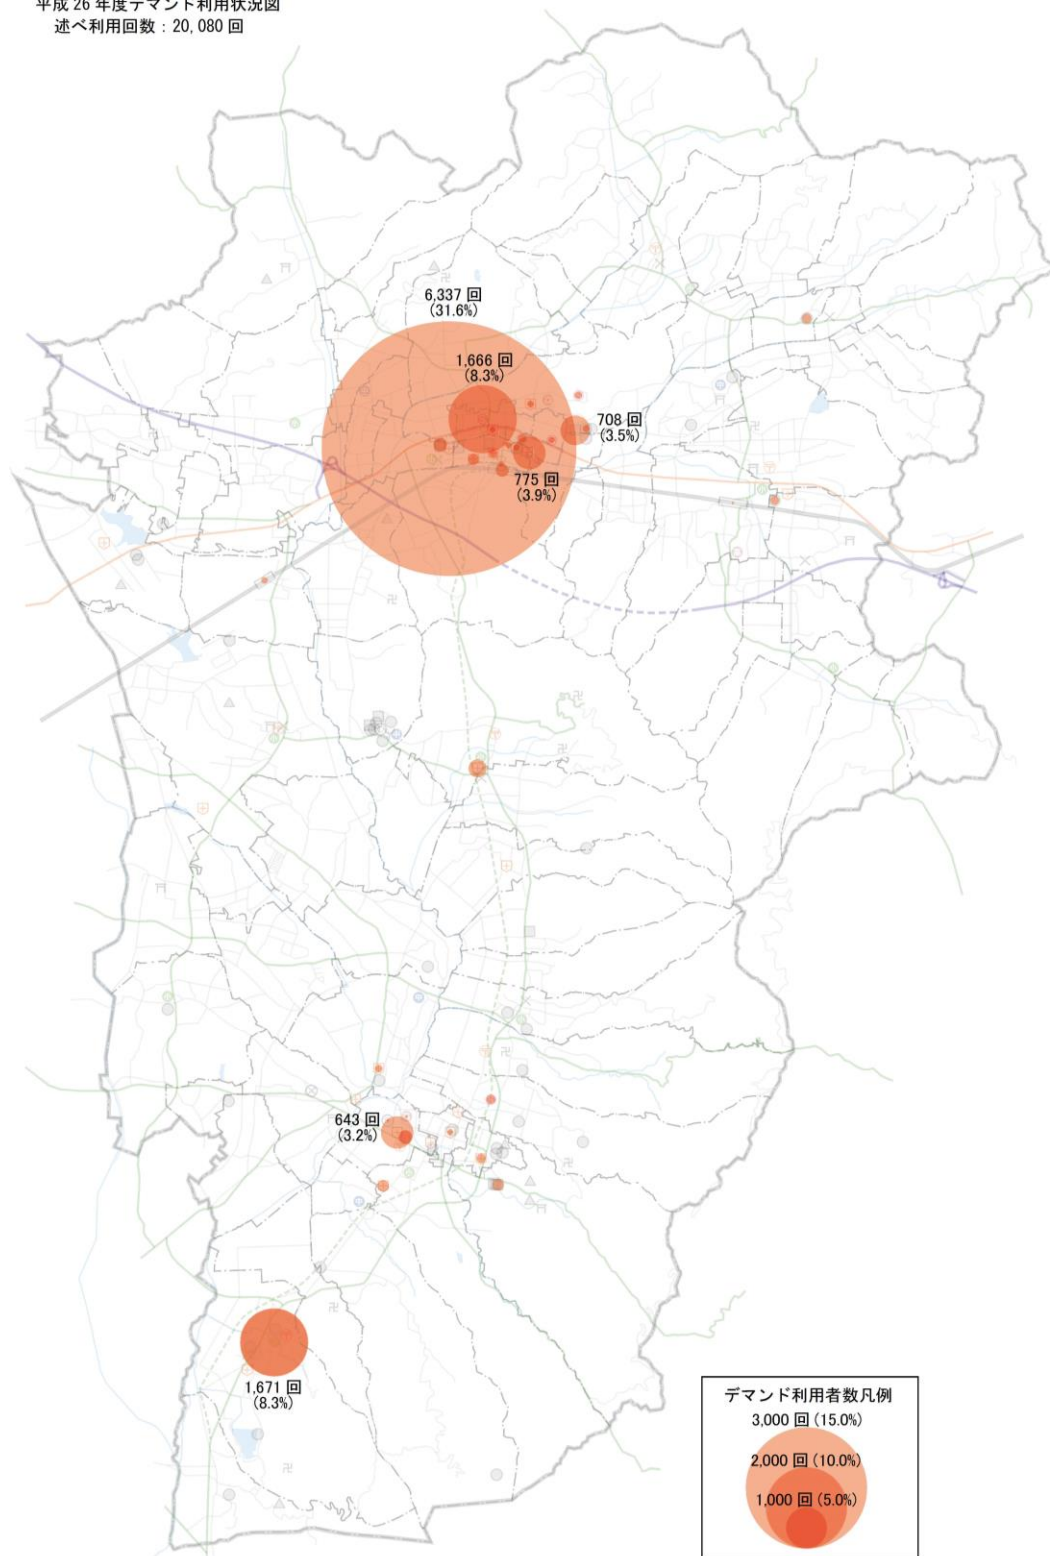 平成 26 年度デマンド利用状況図
述べ利用回数：20,080 回
6,337 回
(31.6%)
1,666 回
(8.3%)
708 回
(3.5%)
775 回
(3.9%)
643 回
(3.2%)
1,671 回
(8.3%)
デマンド利用者数凡例
3,000 回 (15.0%)
2,000 回 (10.0%)
1,000 回 (5.0%)